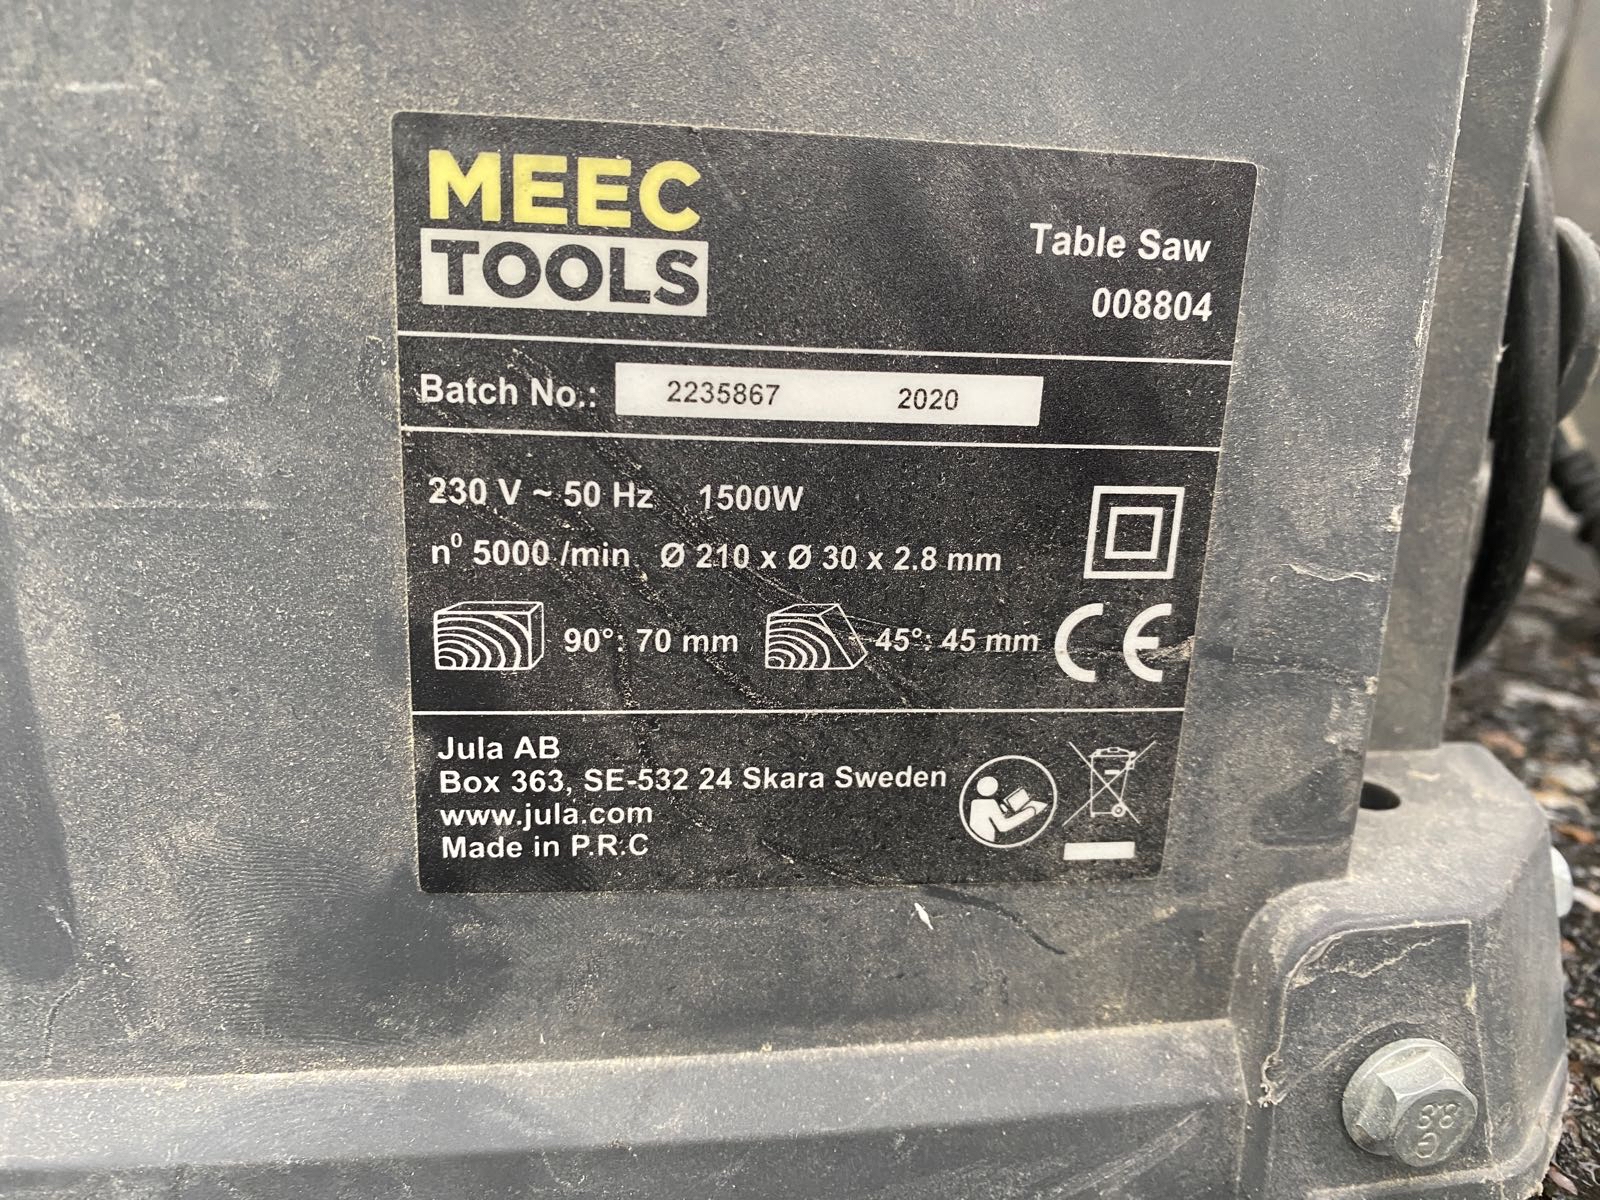 MEEC
TOOLS
Table Saw
008804
Batch No.: 2235867 2020
230 V ~ 50 Hz 1500W
n⁰ 5000 /min Ø 210 x Ø 30 x 2.8 mm
90°: 70 mm 45°: 45 mm CE
Jula AB
Box 363, SE-532 24 Skara Sweden
www.jula.com
Made in P.R.C
8.8